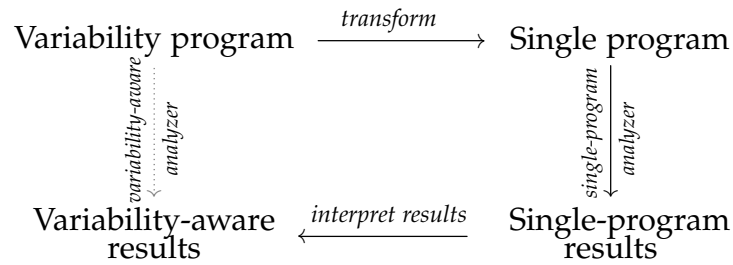 Variability program
transform
Single program
variability-aware
analyzer
single-program
analyzer
Variability-aware
results
interpret results
Single-program
results